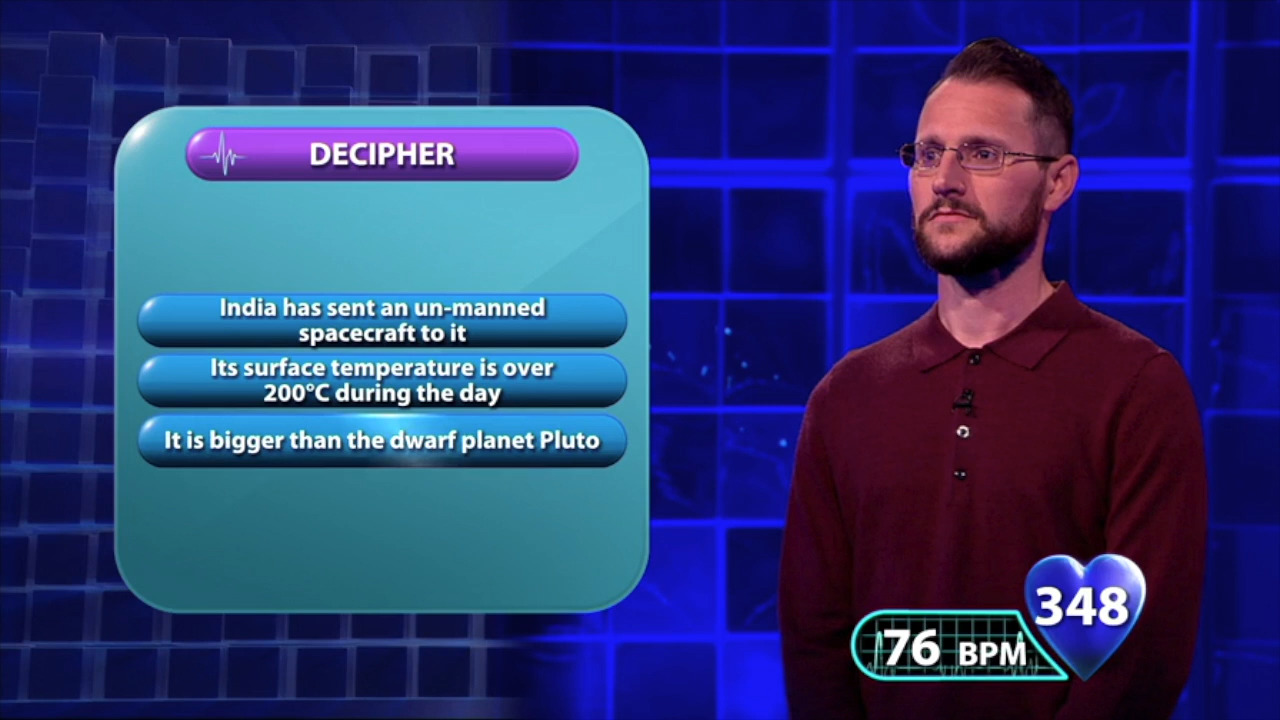 DECIPHER
India has sent an un-manned
spacecraft to it
Its surface temperature is over
200°C during the day
It is bigger than the dwarf planet Pluto
348
76 BPM